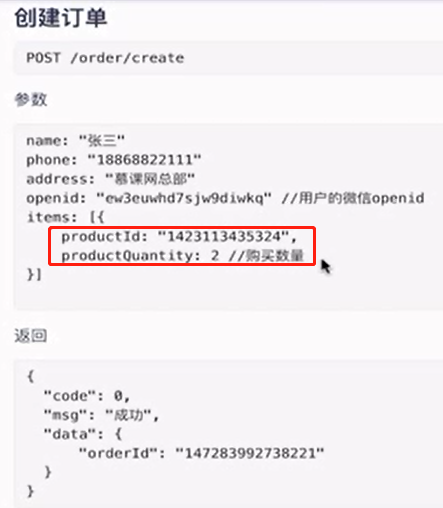 创建订单
POST /order/create
参数
name: "张三"
phone: "18868822111"
address: "慕课网总部"
openid: "ew3euwhd7sjw9diwkq" //用户的微信openid
items: [{
productId: "1423113435324",
productQuantity: 2 //购买数量
}]
返回
{
"code": 0,
"msg": "成功",
"data": {
"orderId": "147283992738221"
}
}